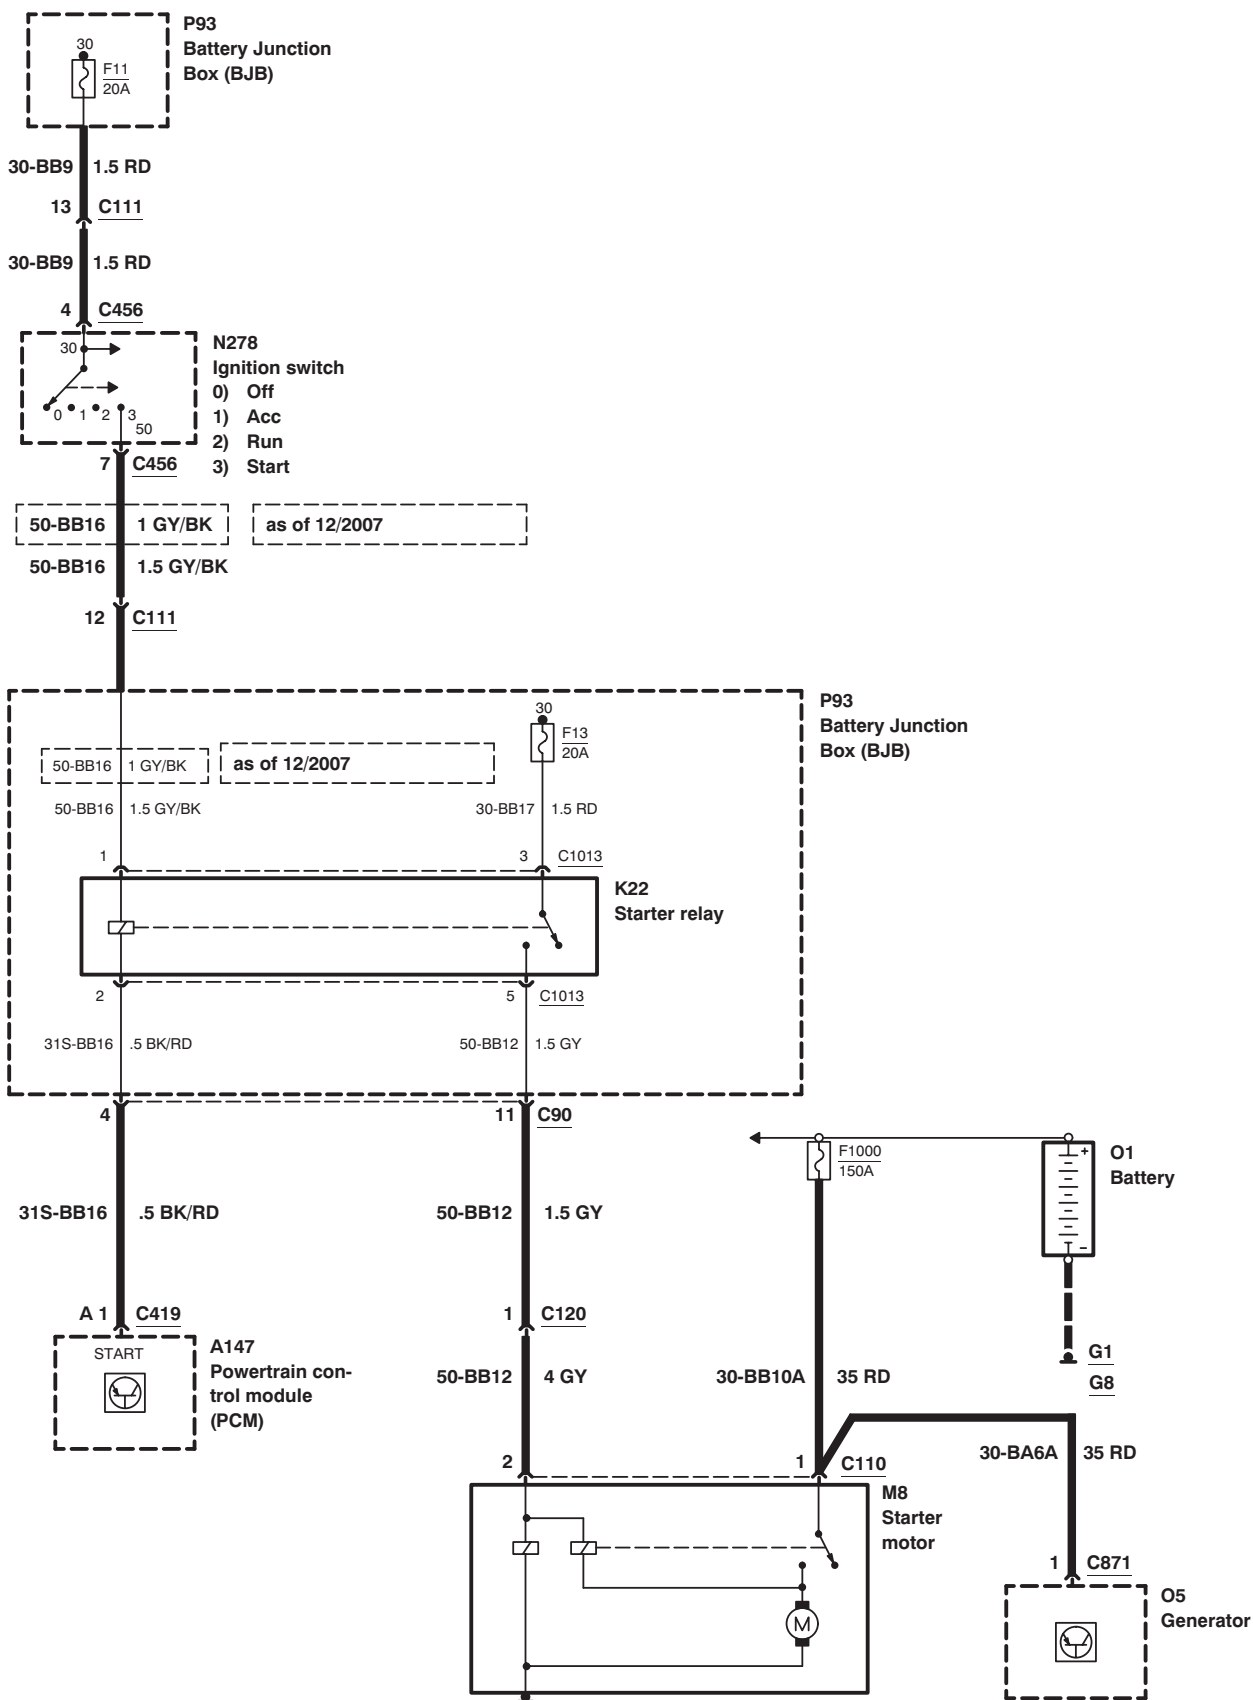 P93
Battery Junction
Box (BJB)
30
F11
20A
30-BB9 1.5 RD
13 C111
30-BB9 1.5 RD
4 C456
N278
Ignition switch
0) Off
1) Acc
2) Run
3) Start
30
0 1 2 3
50
7 C456
50-BB16 1 GY/BK as of 12/2007
50-BB16 1.5 GY/BK
12 C111
P93
Battery Junction
Box (BJB)
30
F13
20A
50-BB16 1 GY/BK as of 12/2007
50-BB16 1.5 GY/BK 30-BB17 1.5 RD
1 3 C1013
K22
Starter relay
2 5 C1013
31S-BB16 .5 BK/RD 50-BB12 1.5 GY
4 11 C90
F1000
150A
+
-
O1
Battery
31S-BB16 .5 BK/RD 50-BB12 1.5 GY
A 1 C419 1 C120
START
A147
Powertrain con-
trol module
(PCM)
50-BB12 4 GY 30-BB10A 35 RD
G1
G8
30-BA6A 35 RD
2 1 C110
M8
Starter
motor
M
1 C871
O5
Generator